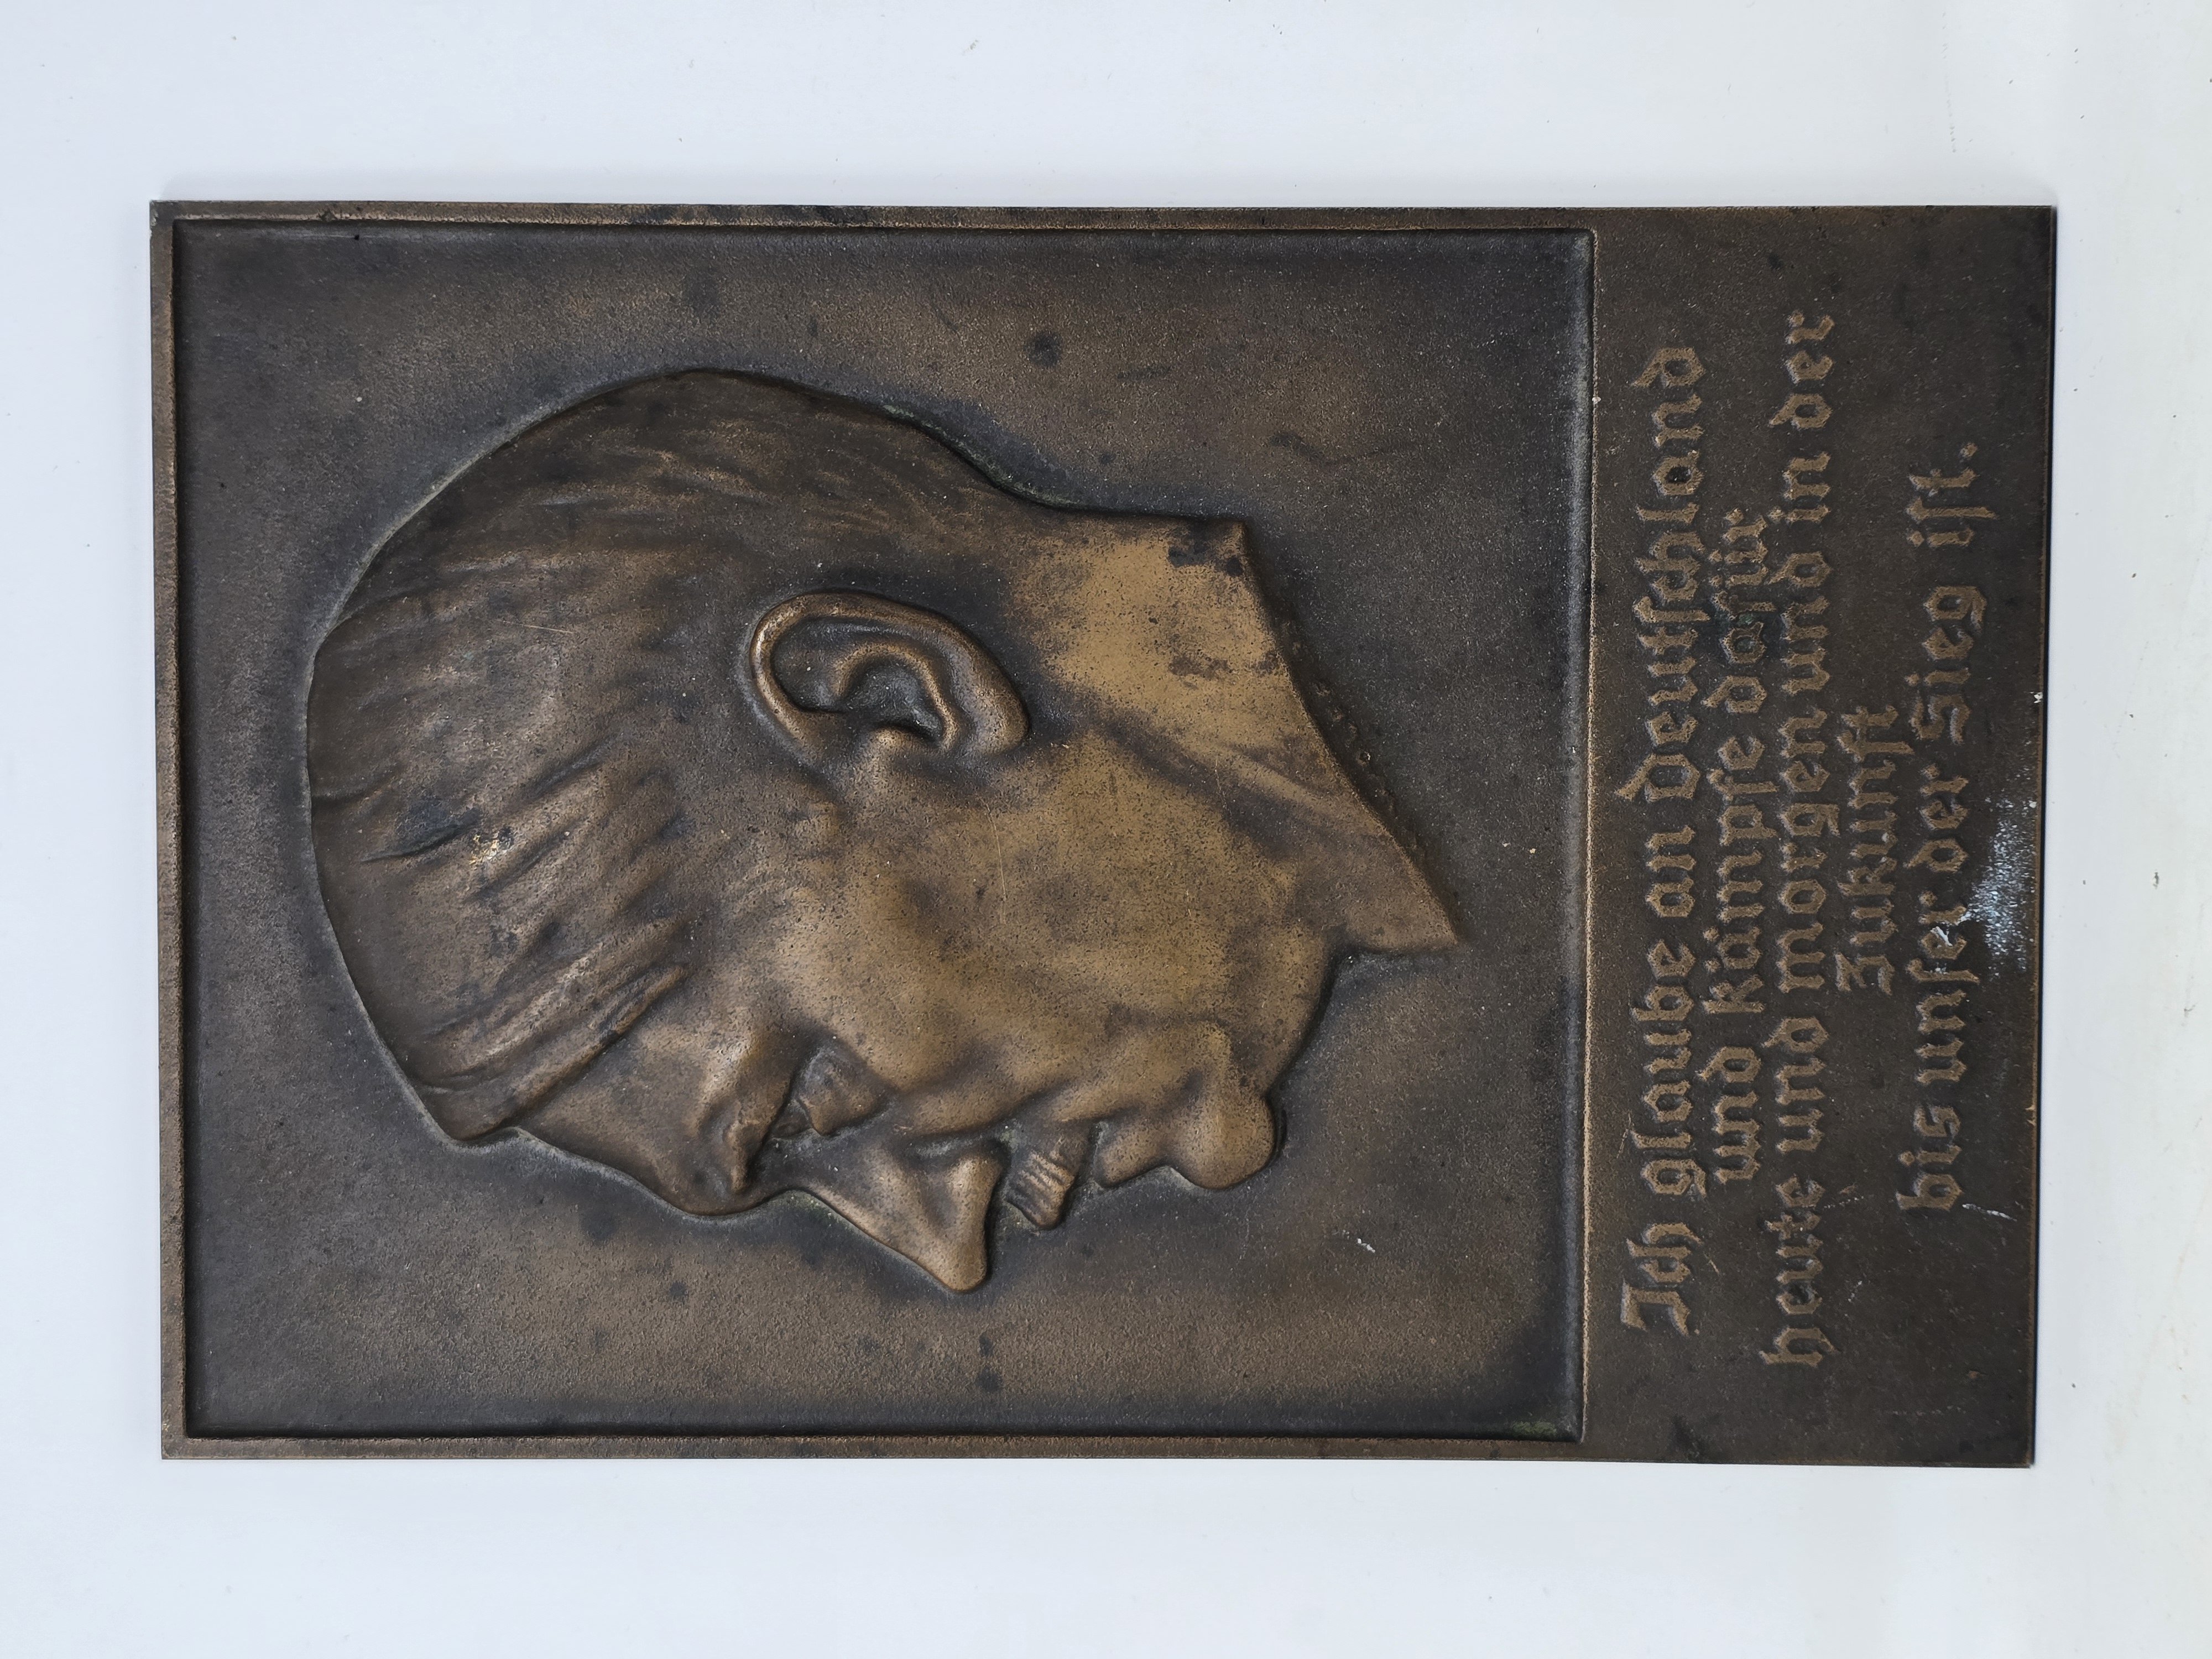 Ich glaube an Deutſchland
und kämpfe dafür
heute und morgen und in der
Zukunft
bis unſer der Sieg iſt.